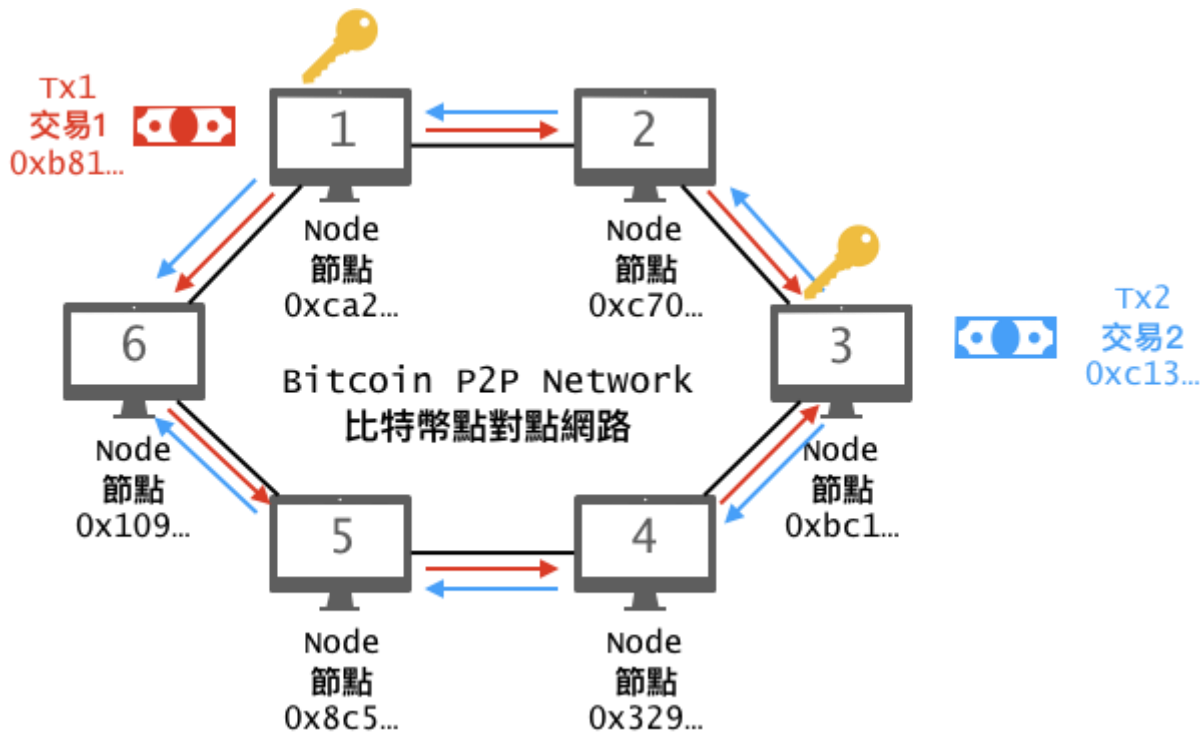 Tx1
交易1
0xb81...
1
Node
節點
0xca2...
2
Node
節點
0xc70...
3
Node
節點
0xbc1...
Tx2
交易2
0xc13...
6
Node
節點
0x109...
Bitcoin P2P Network
比特幣點對點網路
5
Node
節點
0x8c5...
4
Node
節點
0x329...